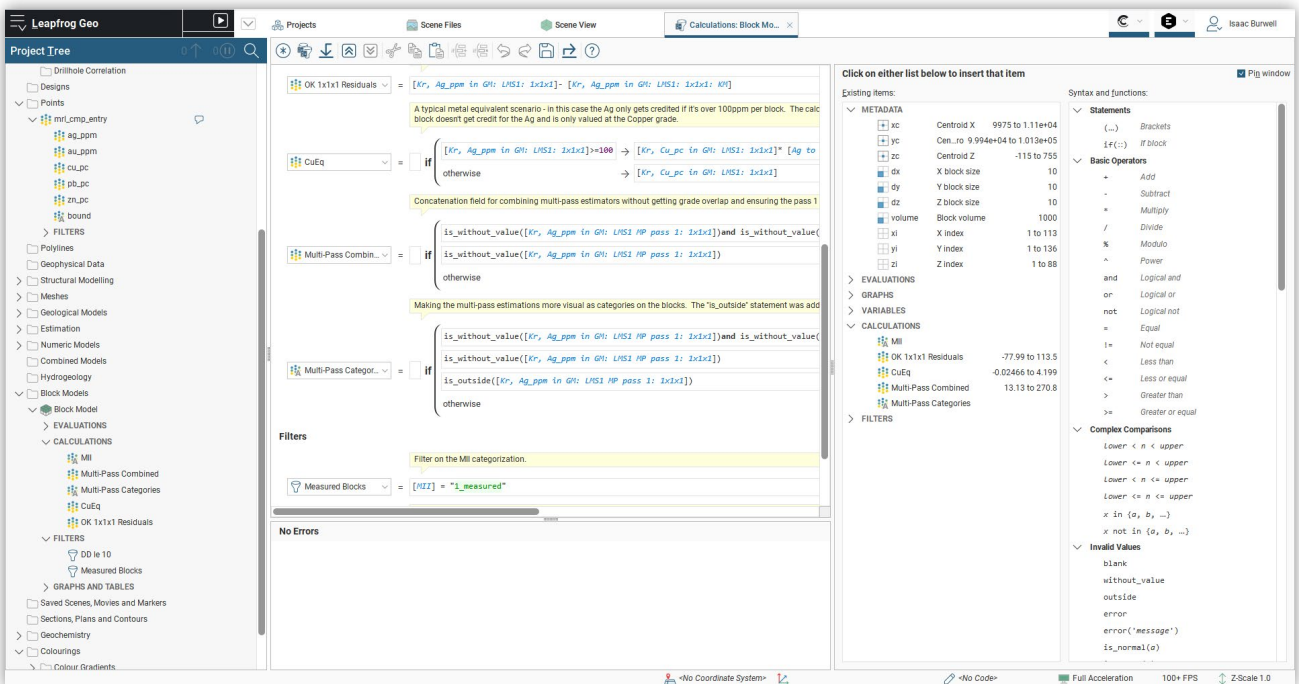 Leapfrog Geo
Projects
Scene Files
Scene View
Calculations: Block Mo...
Isaac Burwell
Project Tree
0
0
Drillhole Correlation
Designs
Points
mrl_cmp_entry
ag_ppm
au_ppm
cu_pc
pb_pc
zn_pc
bound
FILTERS
Polylines
Geophysical Data
Structural Modelling
Meshes
Geological Models
Estimation
Numeric Models
Combined Models
Hydrogeology
Block Models
Block Model
EVALUATIONS
CALCULATIONS
MII
Multi-Pass Combined
Multi-Pass Categories
CuEq
OK 1x1x1 Residuals
FILTERS
DD le 10
Measured Blocks
GRAPHS AND TABLES
Saved Scenes, Movies and Markers
Sections, Plans and Contours
Geochemistry
Colourings
Colour Gradients
OK 1x1x1 Residuals = [Kr, Ag_ppm in GM: LMS1: 1x1x1]- [Kr, Ag_ppm in GM: LMS1: 1x1x1: KM]
A typical metal equivalent scenario - in this case the Ag only gets credited if it's over 100ppm per block. The calc
block doesn't get credit for the Ag and is only valued at the Copper grade.
CuEq = if
[Kr, Ag_ppm in GM: LMS1: 1x1x1]>=100 → [Kr, Cu_pc in GM: LMS1: 1x1x1]* [Ag to
otherwise → [Kr, Cu_pc in GM: LMS1: 1x1x1]
Concatenation field for combining multi-pass estimators without getting grade overlap and ensuring the pass 1
Multi-Pass Combin... = if
is_without_value([Kr, Ag_ppm in GM: LMS1 MP pass 1: 1x1x1])and is_without_value(
is_without_value([Kr, Ag_ppm in GM: LMS1 MP pass 1: 1x1x1])
otherwise
Making the multi-pass estimations more visual as categories on the blocks. The "is_outside" statement was add
Multi-Pass Categor... = if
is_without_value([Kr, Ag_ppm in GM: LMS1 MP pass 1: 1x1x1])and is_without_value(
is_without_value([Kr, Ag_ppm in GM: LMS1 MP pass 1: 1x1x1])
is_outside([Kr, Ag_ppm in GM: LMS1 MP pass 1: 1x1x1])
otherwise
Filters
Filter on the MII categorization.
Measured Blocks = [MII] = "1_measured"
No Errors
Click on either list below to insert that item
Pin window
Existing items:
METADATA
xc Centroid X 9975 to 1.11e+04
yc Cen...ro 9.994e+04 to 1.013e+05
zc Centroid Z -115 to 755
dx X block size 10
dy Y block size 10
dz Z block size 10
volume Block volume 1000
xi X index 1 to 113
yi Y index 1 to 136
zi Z index 1 to 88
EVALUATIONS
GRAPHS
VARIABLES
CALCULATIONS
MII
OK 1x1x1 Residuals -77.99 to 113.5
CuEq -0.02466 to 4.199
Multi-Pass Combined 13.13 to 270.8
Multi-Pass Categories
FILTERS
Syntax and functions:
Statements
(...) Brackets
if(::) If block
Basic Operators
+ Add
- Subtract
* Multiply
/ Divide
% Modulo
^ Power
and Logical and
or Logical or
not Logical not
= Equal
!= Not equal
< Less than
<= Less or equal
> Greater than
>= Greater or equal
Complex Comparisons
Lower < n < upper
Lower <= n < upper
Lower < n <= upper
Lower <= n <= upper
x in {a, b, …}
x not in {a, b, …}
Invalid Values
blank
without_value
outside
error
error('message')
is_normal(a)
<No Coordinate System>
<No Code>
Full Acceleration
100+ FPS
Z-Scale 1.0